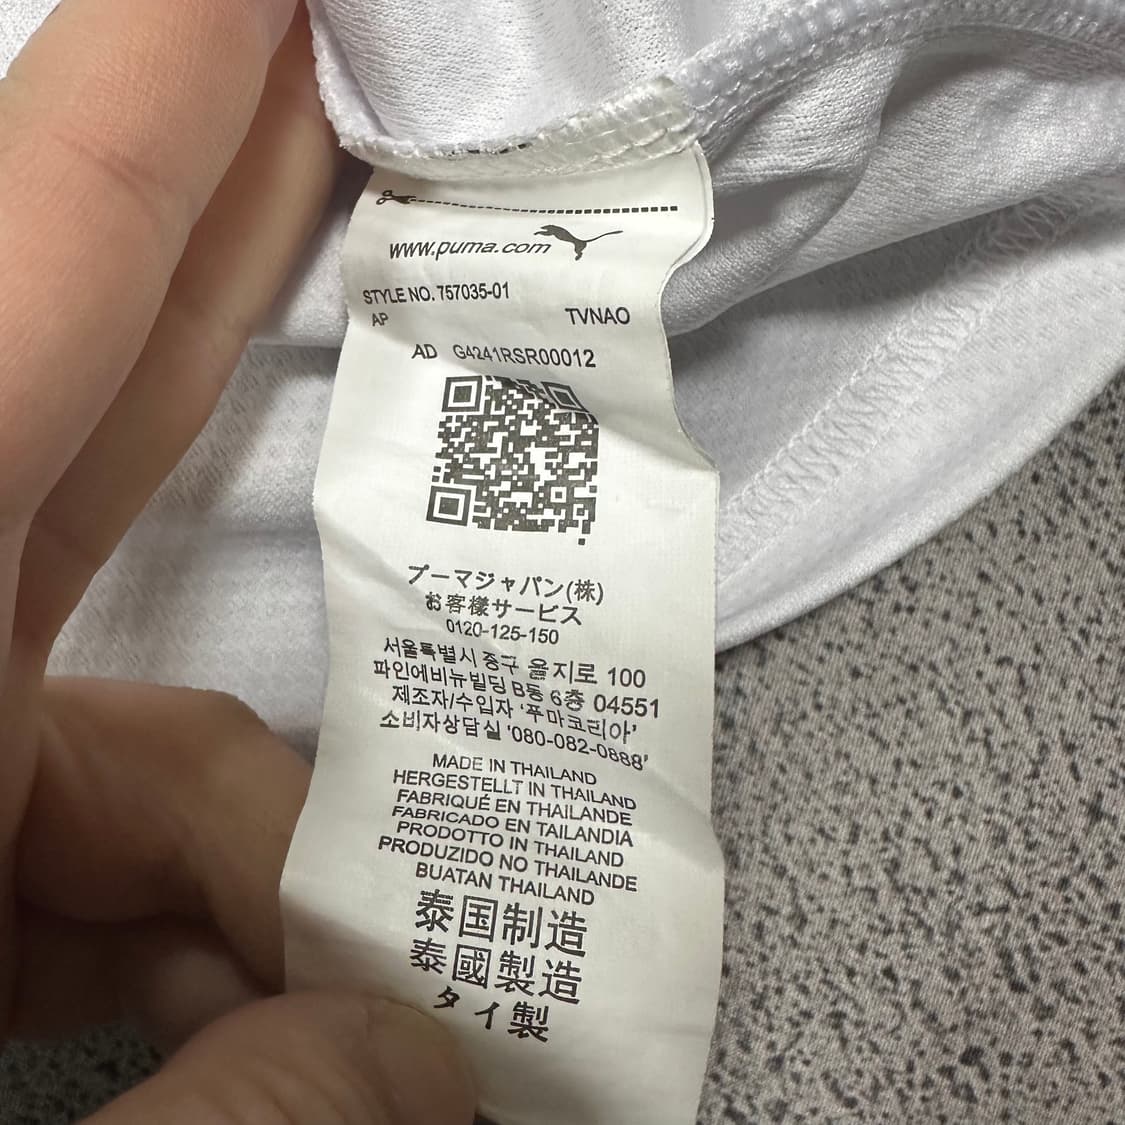 www.puma.com
STYLE NO. 757035-01
AP TVNAO
AD G4241RSR00012
プーマジャパン(株)
お客様サービス
0120-125-150
서울특별시 중구 을지로 100
파인에비뉴빌딩 B동 6층 04551
제조자/수입자 '푸마코리아'
소비자상담실 '080-082-0888'
MADE IN THAILAND
HERGESTELLT IN THAILAND
FABRIQUÉ EN THAILANDE
FABRICADO EN TAILANDIA
PRODOTTO IN THAILAND
PRODUZIDO NO THAILANDE
BUATAN THAILAND
泰国制造
泰國製造
タイ製